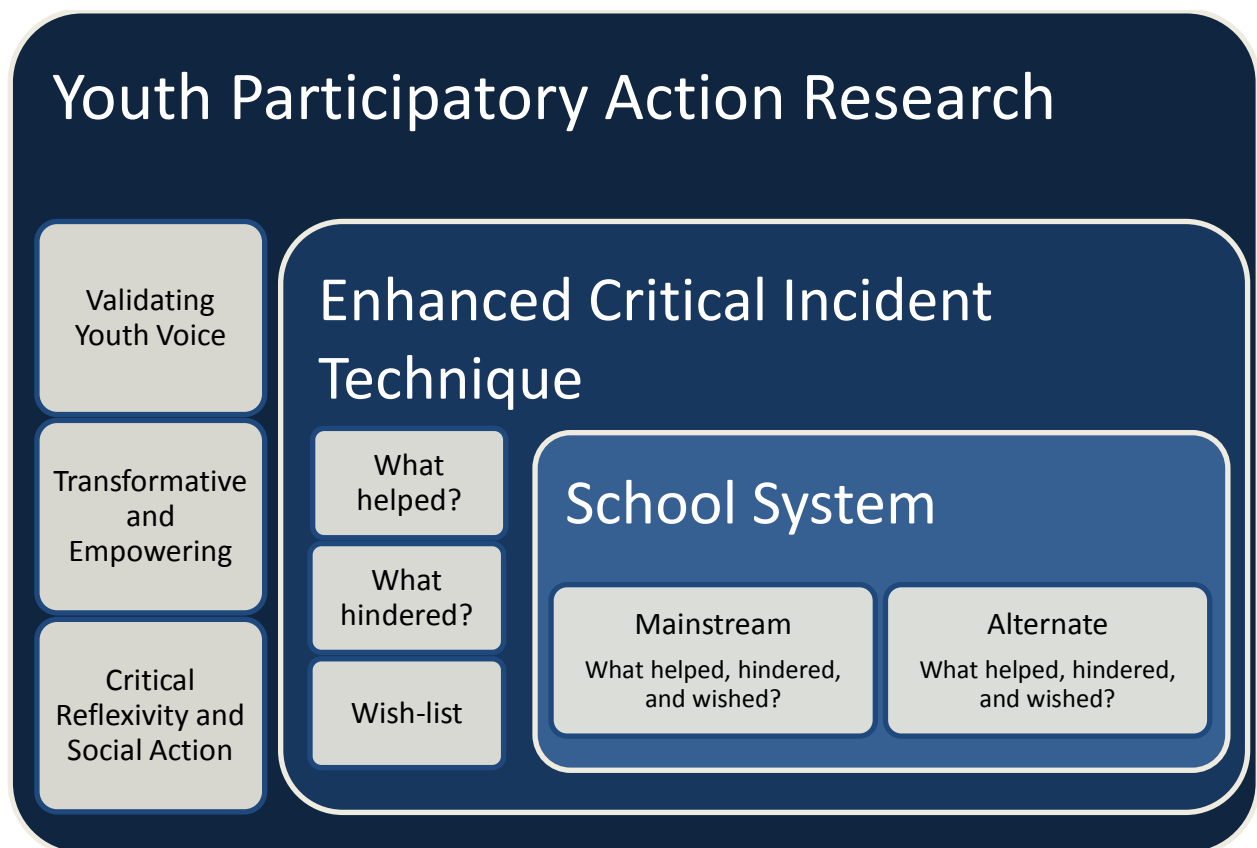 Youth Participatory Action Research
Validating
Youth Voice
Transformative
and
Empowering
Critical
Reflexivity and
Social Action
Enhanced Critical Incident
Technique
What
helped?
What
hindered?
Wish-list
School System
Mainstream
What helped, hindered,
and wished?
Alternate
What helped, hindered,
and wished?